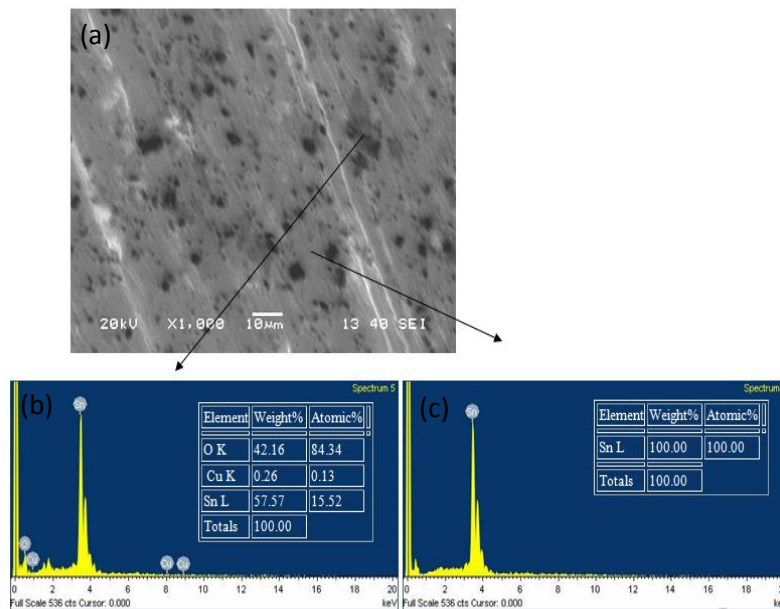 (a)
20kV X1,000 10µm 13 40 SEI
(b)
Spectrum 5
Sn
Element Weight% Atomic%
O K 42.16 84.34
Cu K 0.26 0.13
Sn L 57.57 15.52
Totals 100.00
O
Cu
Cu Cu
0 2 4 6 8 10 12 14 16 18 20
Full Scale 536 cts Cursor: 0.000 keV
(c)
Spectrum
Sn
Element Weight% Atomic%
Sn L 100.00 100.00
Totals 100.00
0 2 4 6 8 10 12 14 16 18
Full Scale 536 cts Cursor: 0.000 ke